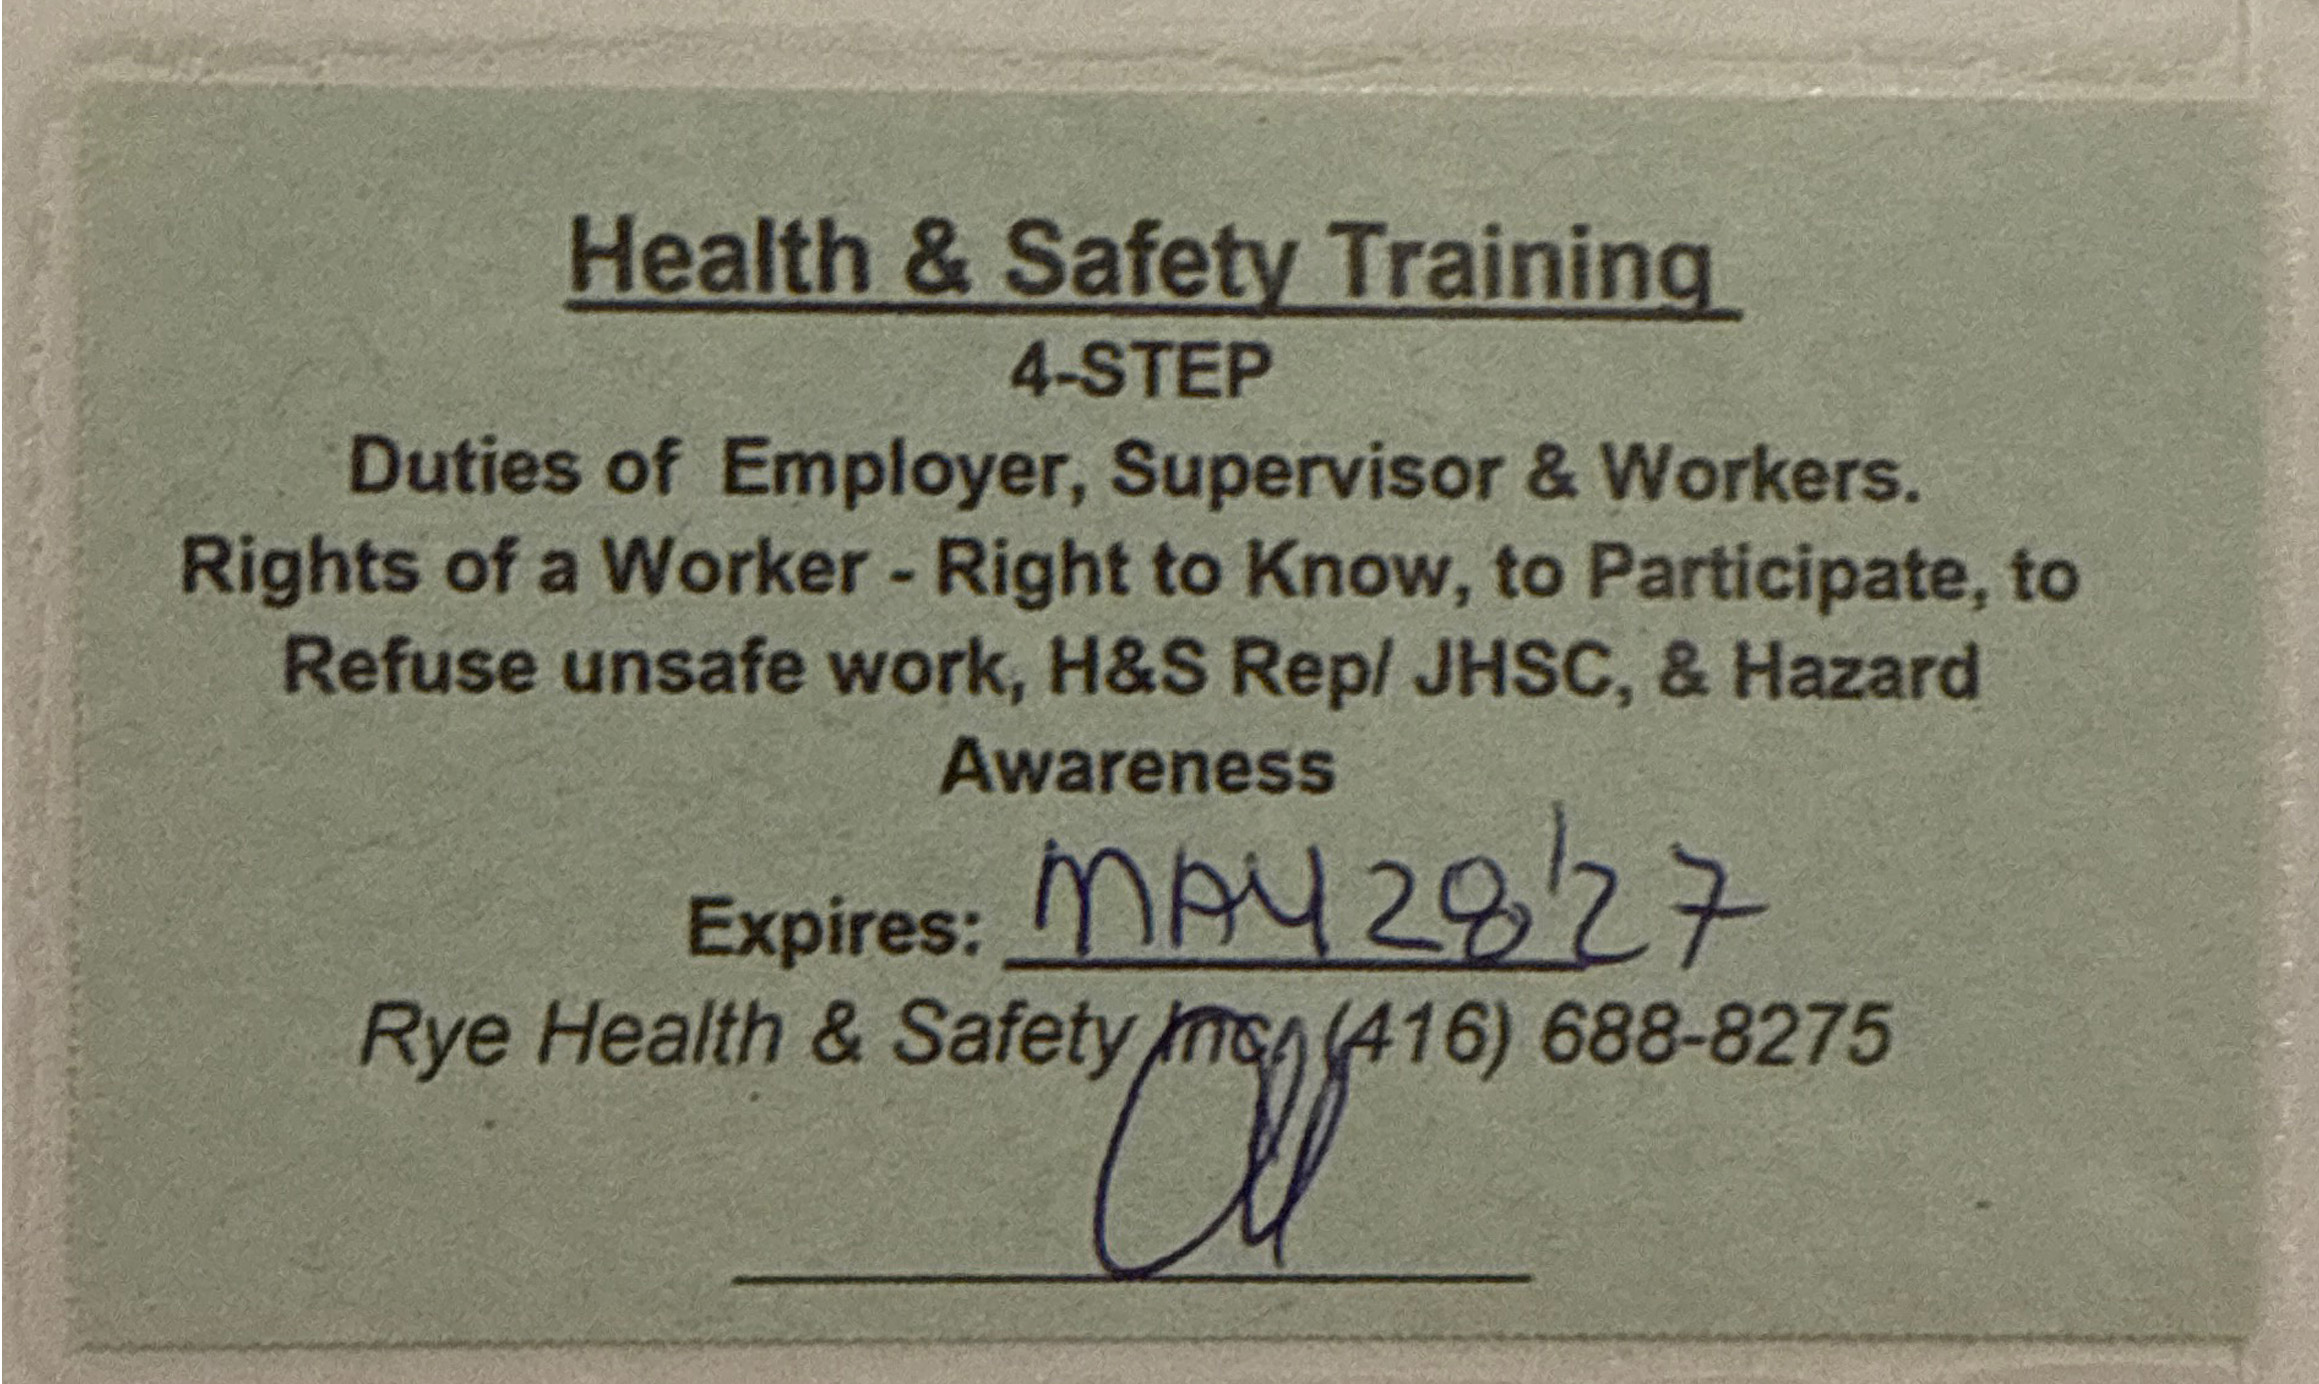 Health & Safety Training
4-STEP
Duties of Employer, Supervisor & Workers.
Rights of a Worker - Right to Know, to Participate, to
Refuse unsafe work, H&S Rep/ JHSC, & Hazard
Awareness
Expires: MAY 28, '27
Rye Health & Safety Inc. (416) 688-8275